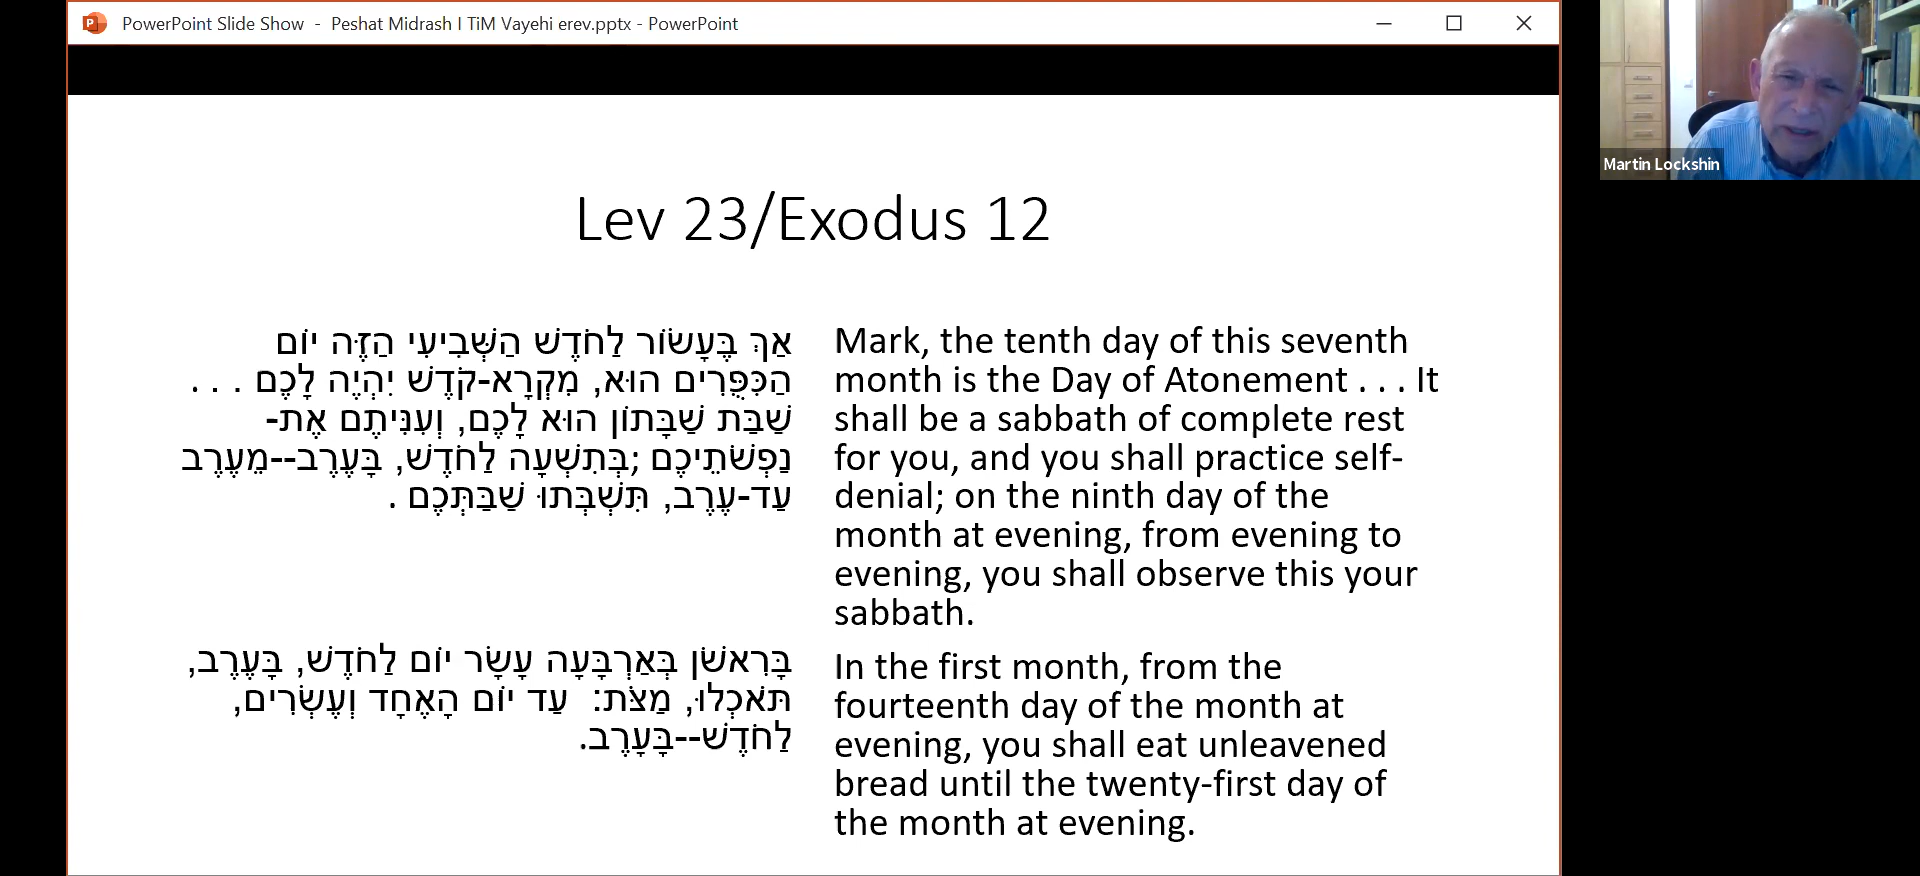 PowerPoint Slide Show - Peshat Midrash I TiM Vayehi erev.pptx - PowerPoint
Martin Lockshin
Lev 23/Exodus 12
אַךְ בֶּעָשׂוֹר לַחֹדֶשׁ הַשְּׁבִיעִי הַזֶּה יוֹם
הַכִּפֻּרִים הוּא, מִקְרָא-קֹדֶשׁ יִהְיֶה לָכֶם . . .
שַׁבַּת שַׁבָּתוֹן הוּא לָכֶם, וְעִנִּיתֶם אֶת-
נַפְשֹׁתֵיכֶם ;בְּתִשְׁעָה לַחֹדֶשׁ, בָּעֶרֶב--מֵעֶרֶב
עַד-עֶרֶב, תִּשְׁבְּתוּ שַׁבַּתְּכֶם .
בָּרִאשֹׁן בְּאַרְבָּעָה עָשָׂר יוֹם לַחֹדֶשׁ, בָּעֶרֶב,
תֹּאכְלוּ, מַצֹּת: עַד יוֹם הָאֶחָד וְעֶשְׂרִים,
לַחֹדֶשׁ--בָּעָרֶב.
Mark, the tenth day of this seventh
month is the Day of Atonement . . . It
shall be a sabbath of complete rest
for you, and you shall practice self-
denial; on the ninth day of the
month at evening, from evening to
evening, you shall observe this your
sabbath.
In the first month, from the
fourteenth day of the month at
evening, you shall eat unleavened
bread until the twenty-first day of
the month at evening.